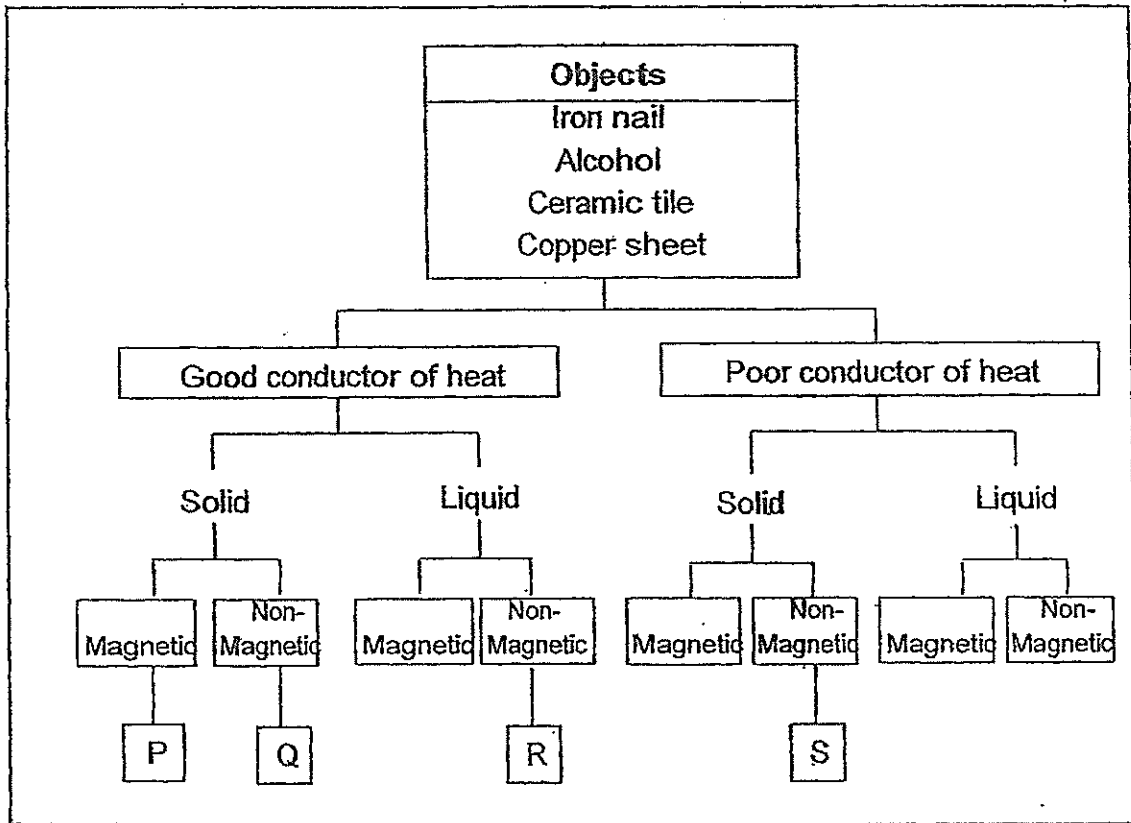 Objects
Iron nail
Alcohol
Ceramic tile
Copper sheet
Good conductor of heat
Poor conductor of heat
Solid
Liquid
Solid
Liquid
Magnetic
Non-
Magnetic
Magnetic
Non-
Magnetic
Magnetic
Non-
Magnetic
Magnetic
Non-
Magnetic
P
Q
R
S